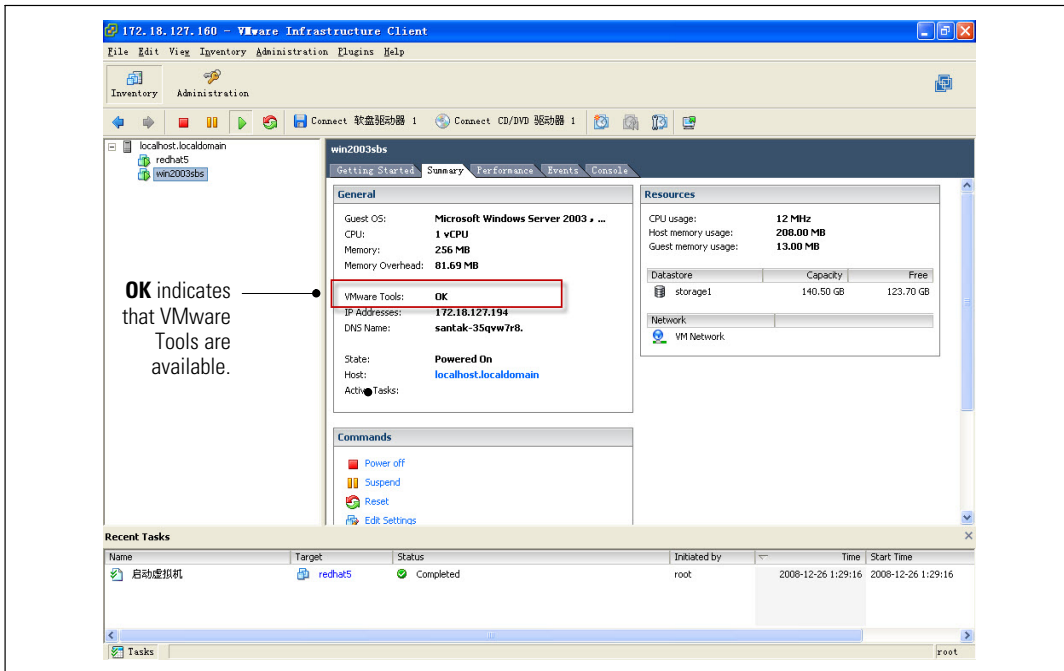 172.18.127.160 - VMware Infrastructure Client
File Edit View Inventory Administration Plugins Help
Inventory Administration
Connect 软盘驱动器 1 Connect CD/DVD 驱动器 1
localhost.localdomain
redhat5
win2003sbs
win2003sbs
Getting Started Summary Performance Events Console
General
Guest OS: Microsoft Windows Server 2003 , ...
CPU: 1 vCPU
Memory: 256 MB
Memory Overhead: 81.69 MB
VMware Tools: OK
IP Addresses: 172.18.127.194
DNS Name: santak-35qvw7r8.
State: Powered On
Host: localhost.localdomain
Active Tasks:
Resources
CPU usage: 12 MHz
Host memory usage: 208.00 MB
Guest memory usage: 13.00 MB
Datastore Capacity Free
storage1 140.50 GB 123.70 GB
Network
VM Network
OK indicates
that VMware
Tools are
available.
Commands
Power off
Suspend
Reset
Edit Settings
Recent Tasks
Name Target Status Initiated by Time Start Time
启动虚拟机 redhat5 Completed root 2008-12-26 1:29:16 2008-12-26 1:29:16
Tasks root